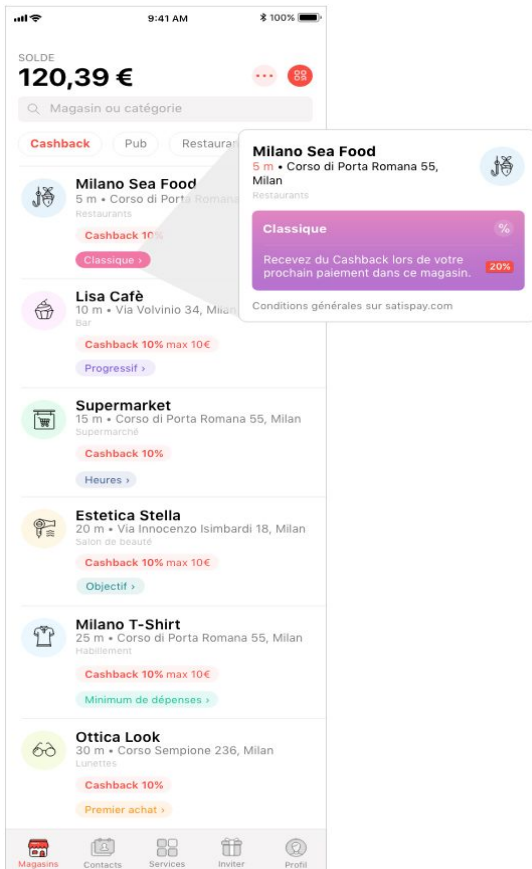 9:41 AM
100%
SOLDE
120,39 €
Magasin ou catégorie
Cashback
Pub
Restauran
Milano Sea Food
5 m • Corso di Porta Romana
Restaurants
Cashback 10%
Classique ›
Milano Sea Food
5 m • Corso di Porta Romana 55,
Milan
Restaurants
Classique
%
Recevez du Cashback lors de votre
prochain paiement dans ce magasin.
20%
Conditions générales sur satispay.com
Lisa Cafè
10 m • Via Volvinio 34, Milan
Bar
Cashback 10% max 10€
Progressif ›
Supermarket
15 m • Corso di Porta Romana 55, Milan
Supermarché
Cashback 10%
Heures ›
Estetica Stella
20 m • Via Innocenzo Isimbardi 18, Milan
Salon de beauté
Cashback 10% max 10€
Objectif ›
Milano T-Shirt
25 m • Corso di Porta Romana 55, Milan
Habillement
Cashback 10% max 10€
Minimum de dépenses ›
Ottica Look
30 m • Corso Sempione 236, Milan
Lunettes
Cashback 10%
Premier achat ›
Magasins
Contacts
Services
Inviter
Profil